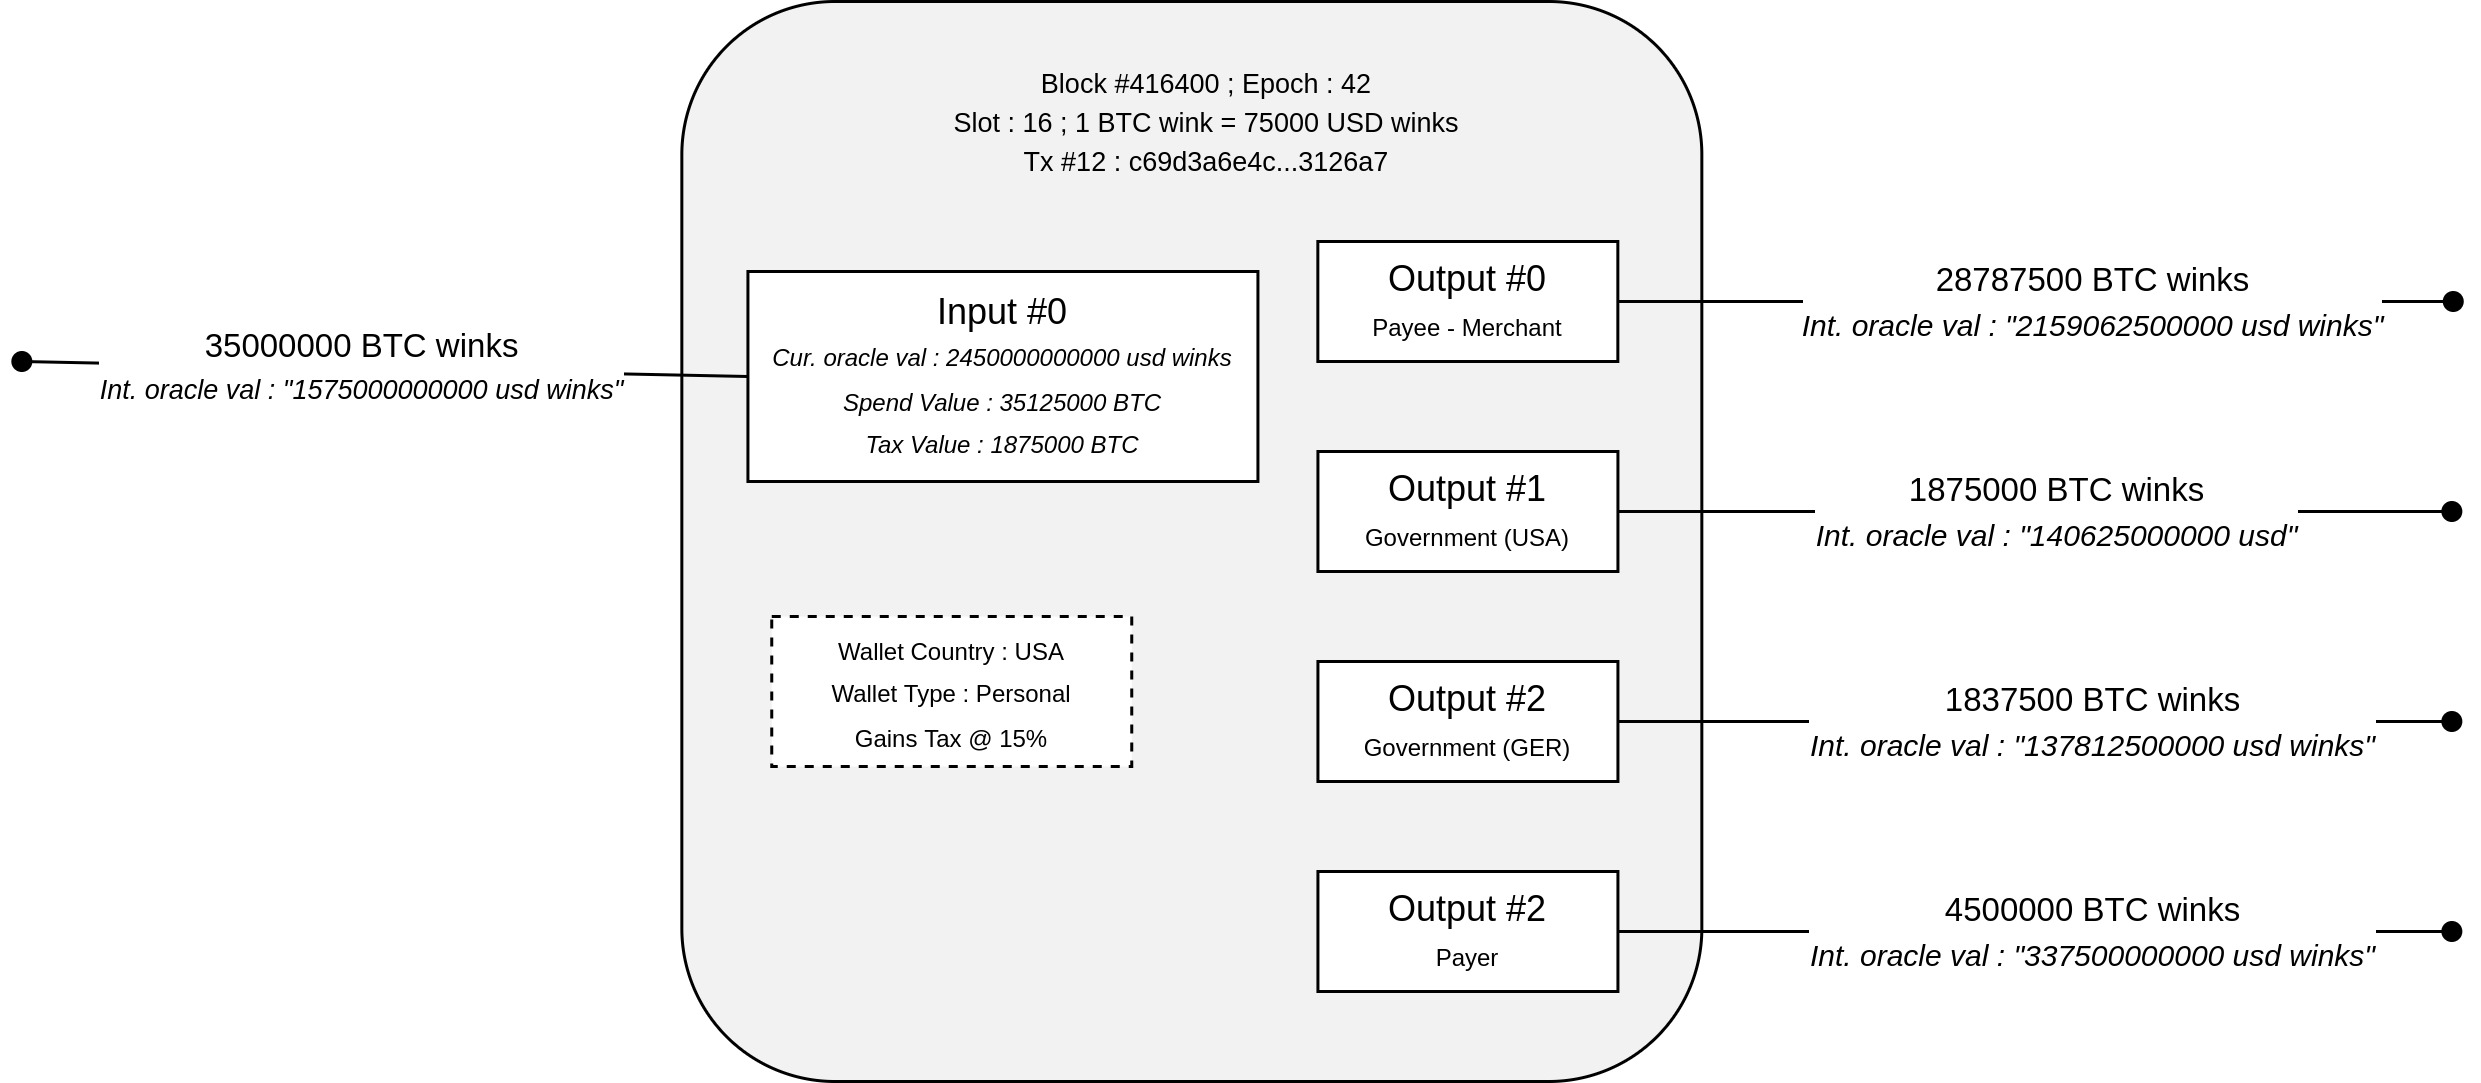 Block #416400 ; Epoch : 42
Slot : 16 ; 1 BTC wink = 75000 USD winks
Tx #12 : c69d3a6e4c...3126a7
35000000 BTC winks
Int. oracle val : "1575000000000 usd winks"
Input #0
Cur. oracle val : 2450000000000 usd winks
Spend Value : 35125000 BTC
Tax Value : 1875000 BTC
Wallet Country : USA
Wallet Type : Personal
Gains Tax @ 15%
Output #0
Payee - Merchant
28787500 BTC winks
Int. oracle val : "2159062500000 usd winks"
Output #1
Government (USA)
1875000 BTC winks
Int. oracle val : "140625000000 usd"
Output #2
Government (GER)
1837500 BTC winks
Int. oracle val : "137812500000 usd winks"
Output #2
Payer
4500000 BTC winks
Int. oracle val : "337500000000 usd winks"